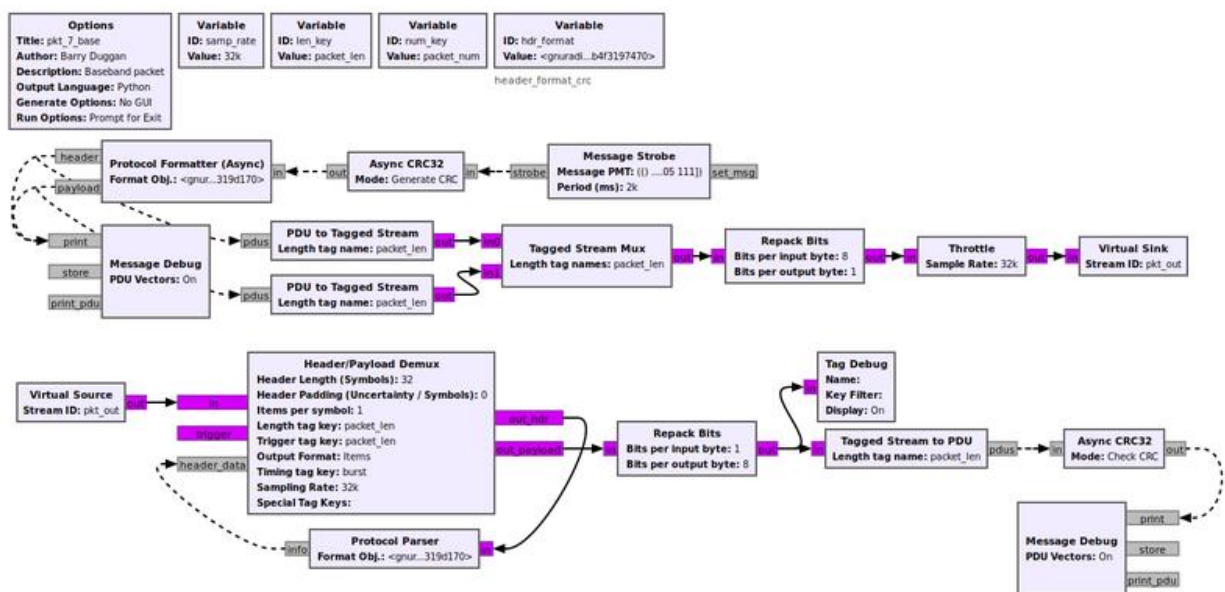 Options
Title: pkt_7_base
Author: Barry Duggan
Description: Baseband packet
Output Language: Python
Generate Options: No GUI
Run Options: Prompt for Exit
Variable
ID: samp_rate
Value: 32k
Variable
ID: len_key
Value: packet_len
Variable
ID: num_key
Value: packet_num
Variable
ID: hdr_format
Value: <gnuradi...b4f3197470>
header_format_crc
header
payload
Protocol Formatter (Async)
Format Obj.: <gnur...319d170>
in
out
Async CRC32
Mode: Generate CRC
in
strobe
Message Strobe
Message PMT: (() ....05 111])
Period (ms): 2k
set_msg
print
store
print_pdu
Message Debug
PDU Vectors: On
pdus
PDU to Tagged Stream
Length tag name: packet_len
out
pdus
PDU to Tagged Stream
Length tag name: packet_len
out
in0
in1
Tagged Stream Mux
Length tag names: packet_len
out
in
Repack Bits
Bits per input byte: 8
Bits per output byte: 1
out
in
Throttle
Sample Rate: 32k
out
in
Virtual Sink
Stream ID: pkt_out
Virtual Source
Stream ID: pkt_out
out
in
trigger
header_data
Header/Payload Demux
Header Length (Symbols): 32
Header Padding (Uncertainty / Symbols): 0
Items per symbol: 1
Length tag key: packet_len
Trigger tag key: packet_len
Output Format: Items
Timing tag key: burst
Sampling Rate: 32k
Special Tag Keys:
out_hdr
out_payload
info
Protocol Parser
Format Obj.: <gnur...319d170>
in
in
Repack Bits
Bits per input byte: 1
Bits per output byte: 8
out
in
Tag Debug
Name:
Key Filter:
Display: On
in
Tagged Stream to PDU
Length tag name: packet_len
pdus
in
Async CRC32
Mode: Check CRC
out
Message Debug
PDU Vectors: On
print
store
print_pdu